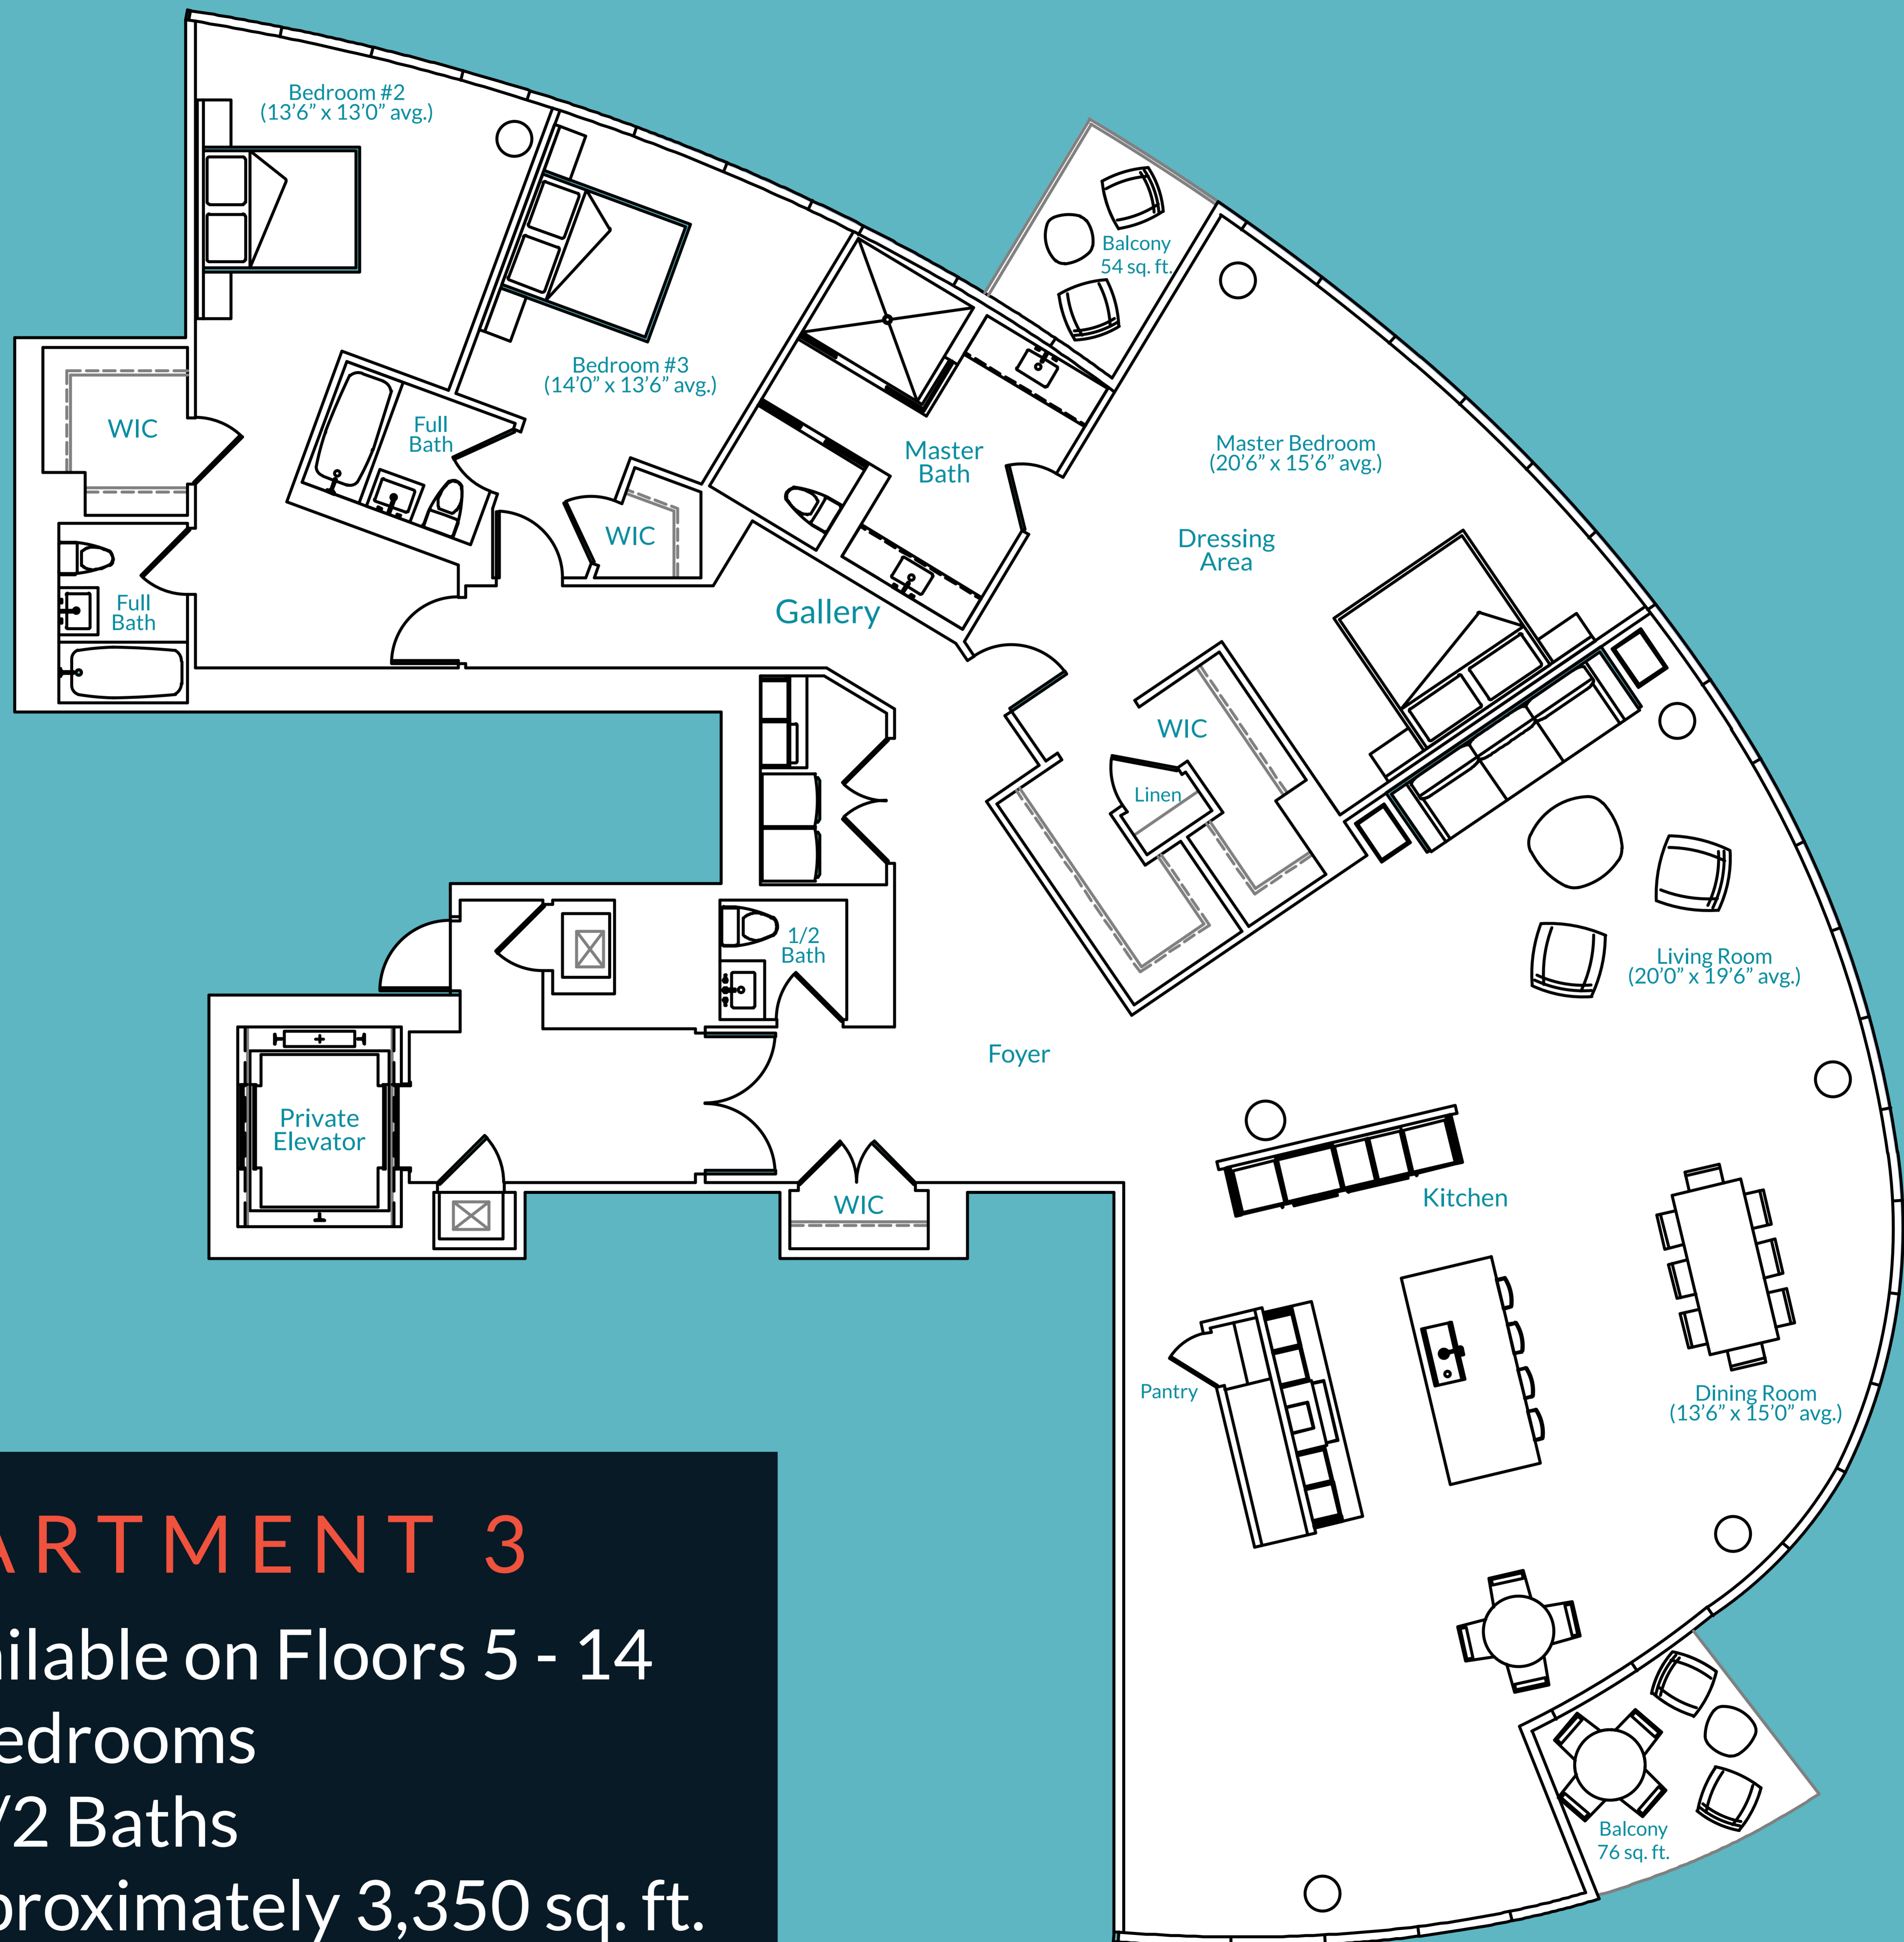 Bedroom #2
(13’6” x 13’0” avg.)
Balcony
54 sq. ft.
Bedroom #3
(14’0” x 13’6” avg.)
WIC
Full
Bath
Master
Bath
Master Bedroom
(20’6” x 15’6” avg.)
WIC
Dressing
Area
Full
Bath
Gallery
WIC
Linen
1/2
Bath
Living Room
(20’0” x 19’6” avg.)
Foyer
Private
Elevator
WIC
Kitchen
Pantry
Dining Room
(13’6” x 15’0” avg.)
Balcony
76 sq. ft.
ARTMENT 3
ailable on Floors 5 - 14
edrooms
/2 Baths
proximately 3,350 sq. ft.